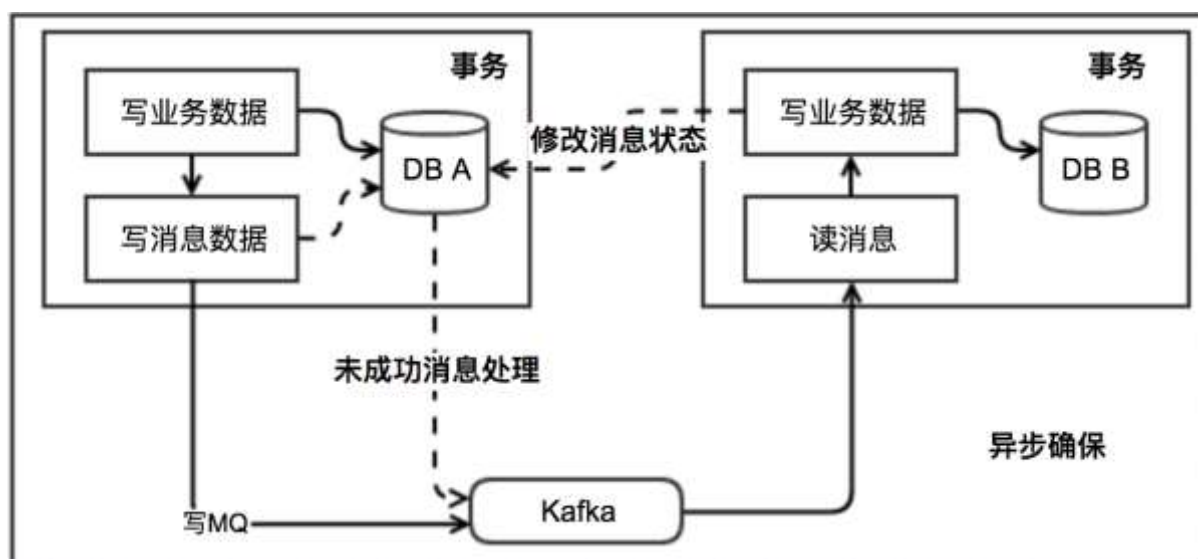 事务
写业务数据
DB A
写消息数据
修改消息状态
事务
写业务数据
DB B
读消息
未成功消息处理
异步确保
写MQ
Kafka